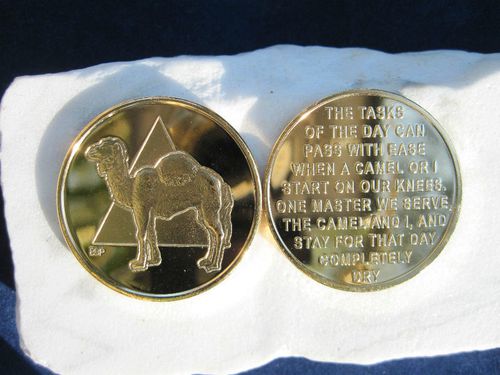 BSP
THE TASKS
OF THE DAY CAN
PASS WITH EASE
WHEN A CAMEL OR I
START ON OUR KNEES.
ONE MASTER WE SERVE,
THE CAMEL AND I, AND
STAY FOR THAT DAY
COMPLETELY
DRY